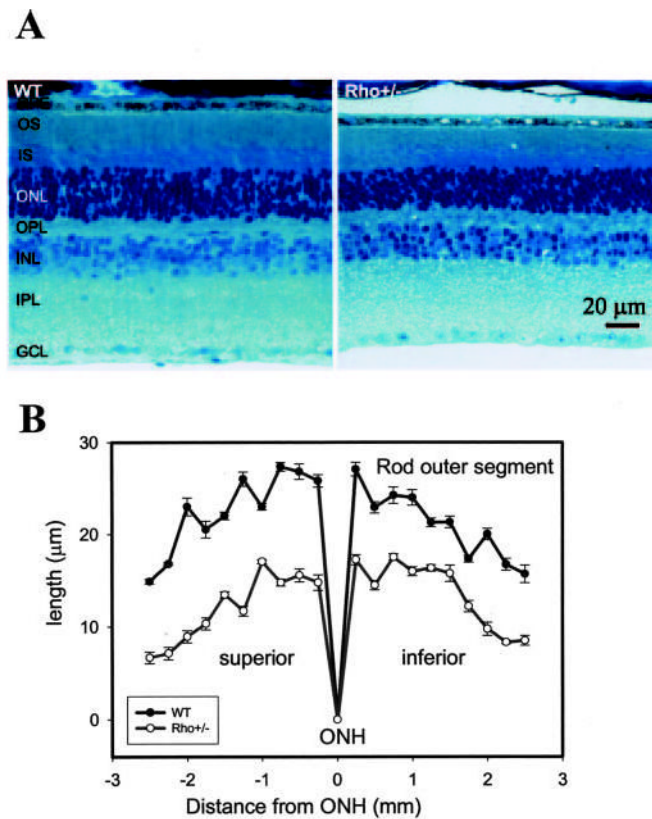 A
WT
Rho+/-
OS
IS
ONL
OPL
INL
IPL
GCL
20 µm
B
30
20
10
0
length (µm)
Rod outer segment
superior
inferior
WT
Rho+/-
ONH
-3
-2
-1
0
1
2
3
Distance from ONH (mm)